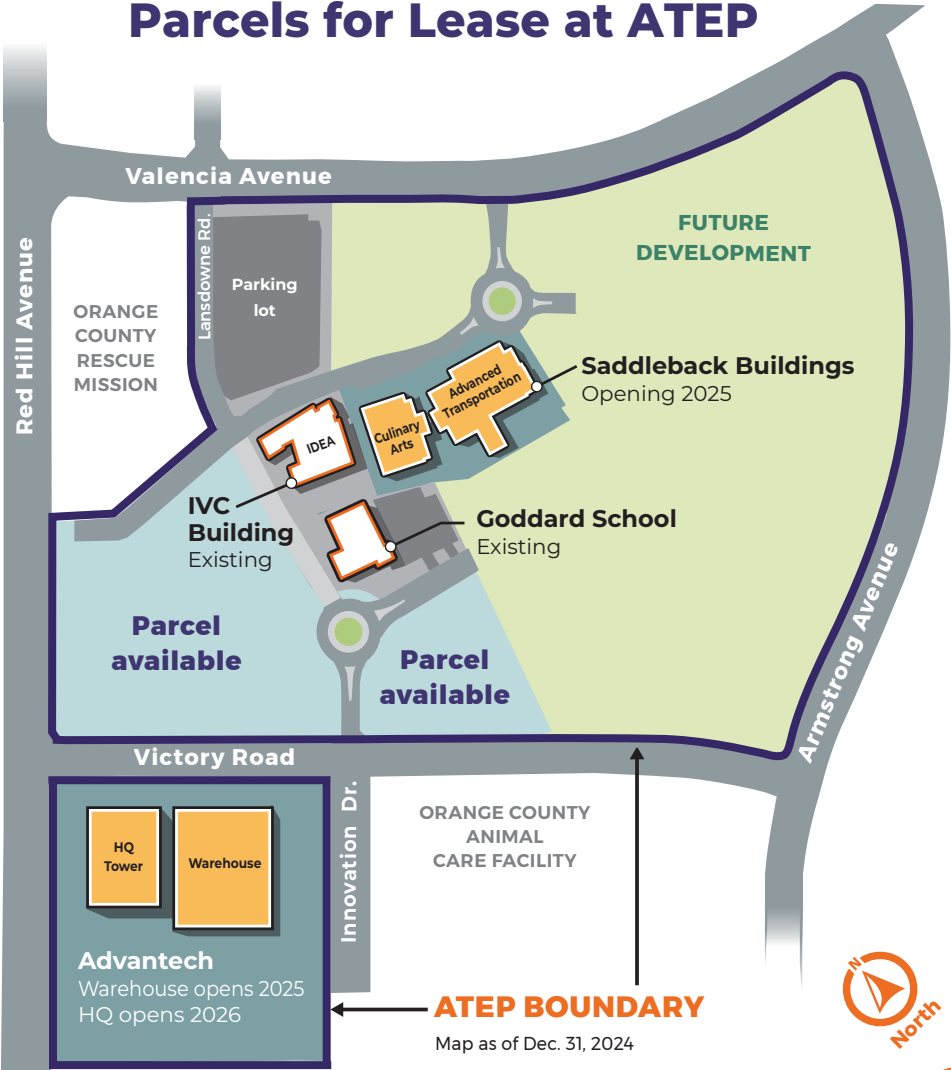 Parcels for Lease at ATEP
Valencia Avenue
Red Hill Avenue
Lansdowne Rd.
Parking
lot
FUTURE
DEVELOPMENT
ORANGE
COUNTY
RESCUE
MISSION
Saddleback Buildings
Opening 2025
Advanced
Transportation
Culinary
Arts
IDEA
IVC
Building
Existing
Goddard School
Existing
Parcel
available
Parcel
available
Armstrong Avenue
Victory Road
Innovation Dr.
ORANGE COUNTY
ANIMAL
CARE FACILITY
HQ
Tower
Warehouse
Advantech
Warehouse opens 2025
HQ opens 2026
ATEP BOUNDARY
Map as of Dec. 31, 2024
N
North